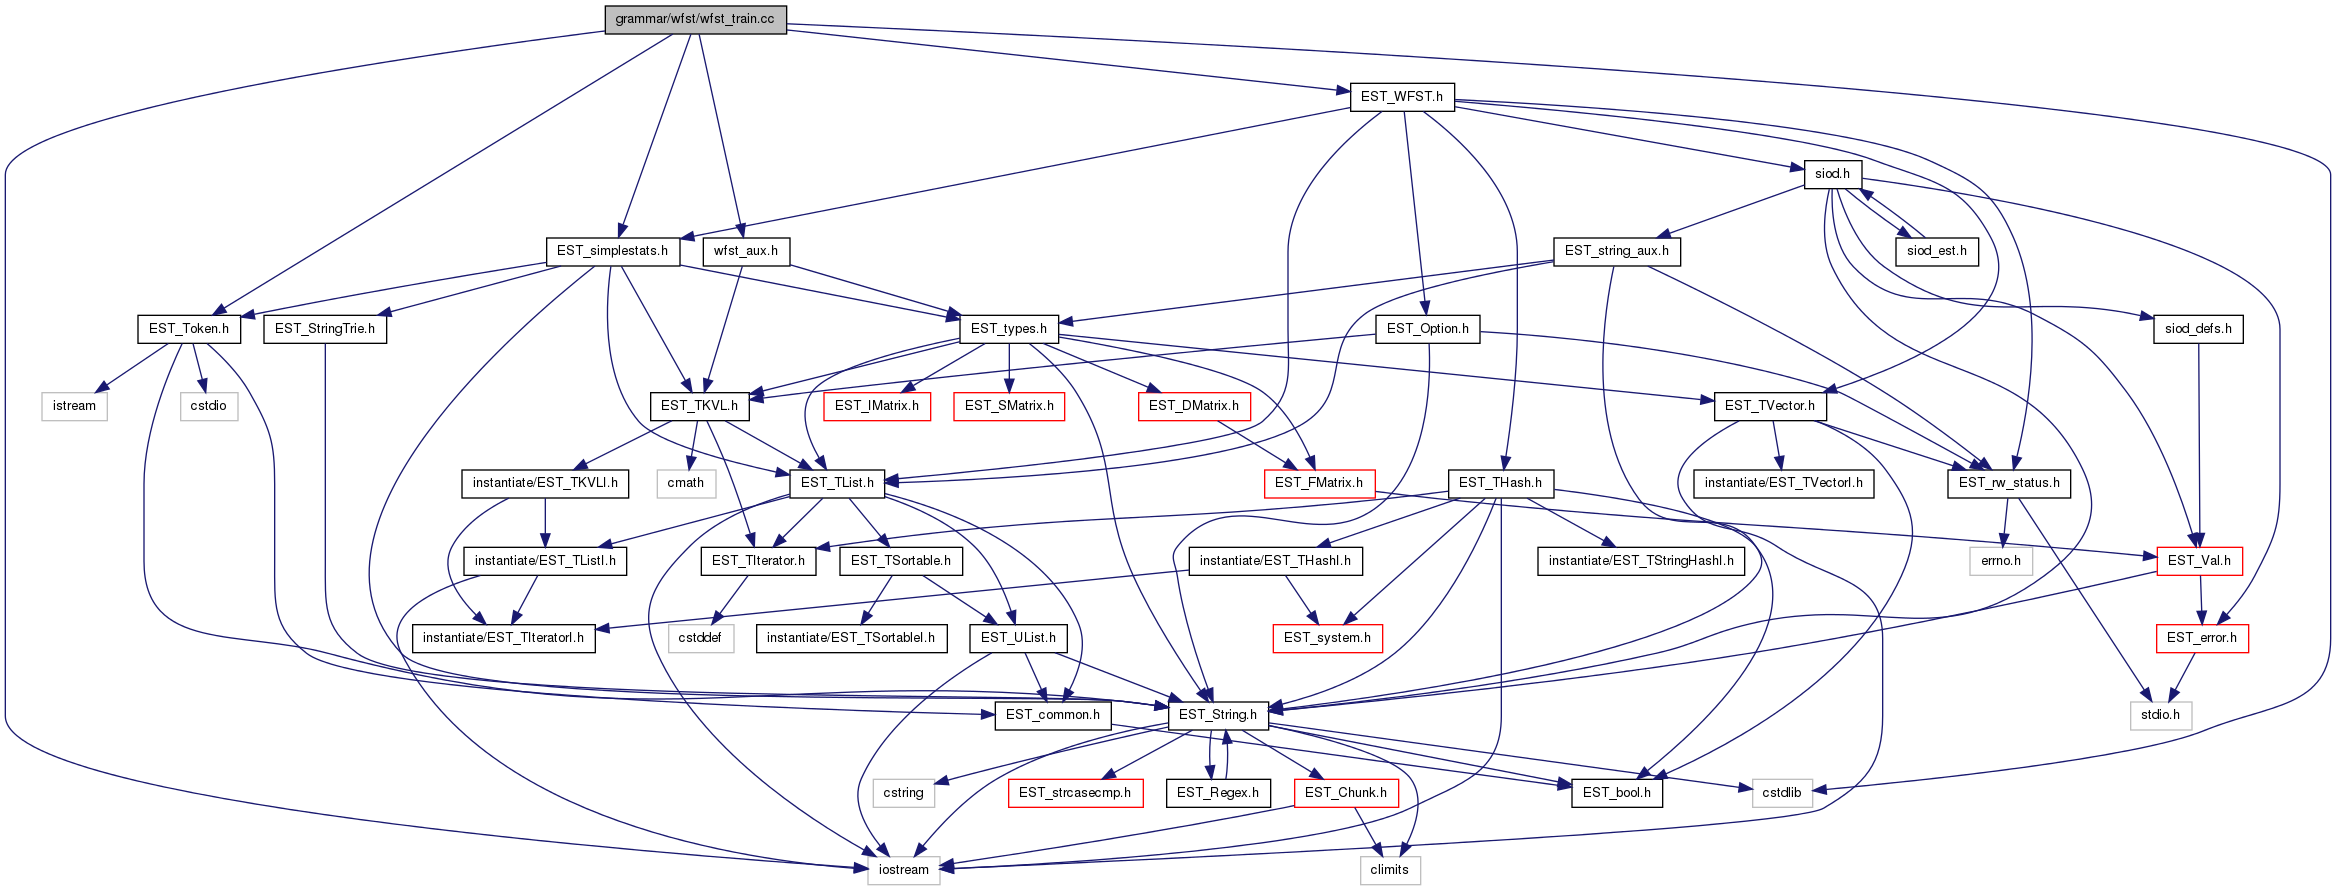 grammar/wfst/wfst_train.cc
EST_WFST.h
siod.h
EST_simplestats.h
wfst_aux.h
EST_string_aux.h
siod_est.h
EST_Token.h
EST_StringTrie.h
EST_types.h
EST_Option.h
siod_defs.h
istream
cstdio
EST_TKVL.h
EST_IMatrix.h
EST_SMatrix.h
EST_DMatrix.h
EST_TVector.h
instantiate/EST_TKVLI.h
cmath
EST_TList.h
EST_FMatrix.h
EST_THash.h
instantiate/EST_TVectorI.h
EST_rw_status.h
instantiate/EST_TListI.h
EST_TIterator.h
EST_TSortable.h
instantiate/EST_THashI.h
instantiate/EST_TStringHashI.h
errno.h
EST_Val.h
instantiate/EST_TIteratorI.h
cstddef
instantiate/EST_TSortableI.h
EST_UList.h
EST_system.h
EST_error.h
EST_common.h
EST_String.h
stdio.h
cstring
EST_strcasecmp.h
EST_Regex.h
EST_Chunk.h
EST_bool.h
cstdlib
iostream
climits